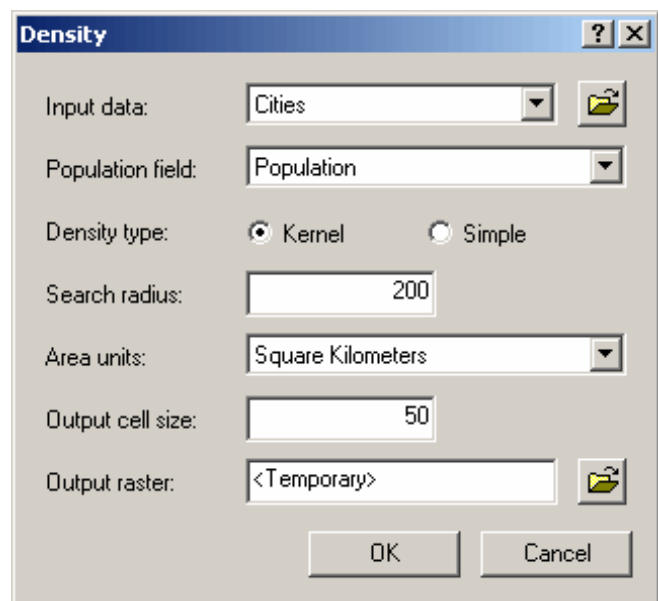 Density
Input data: Cities
Population field: Population
Density type: Kernel Simple
Search radius: 200
Area units: Square Kilometers
Output cell size: 50
Output raster: <Temporary>
OK Cancel